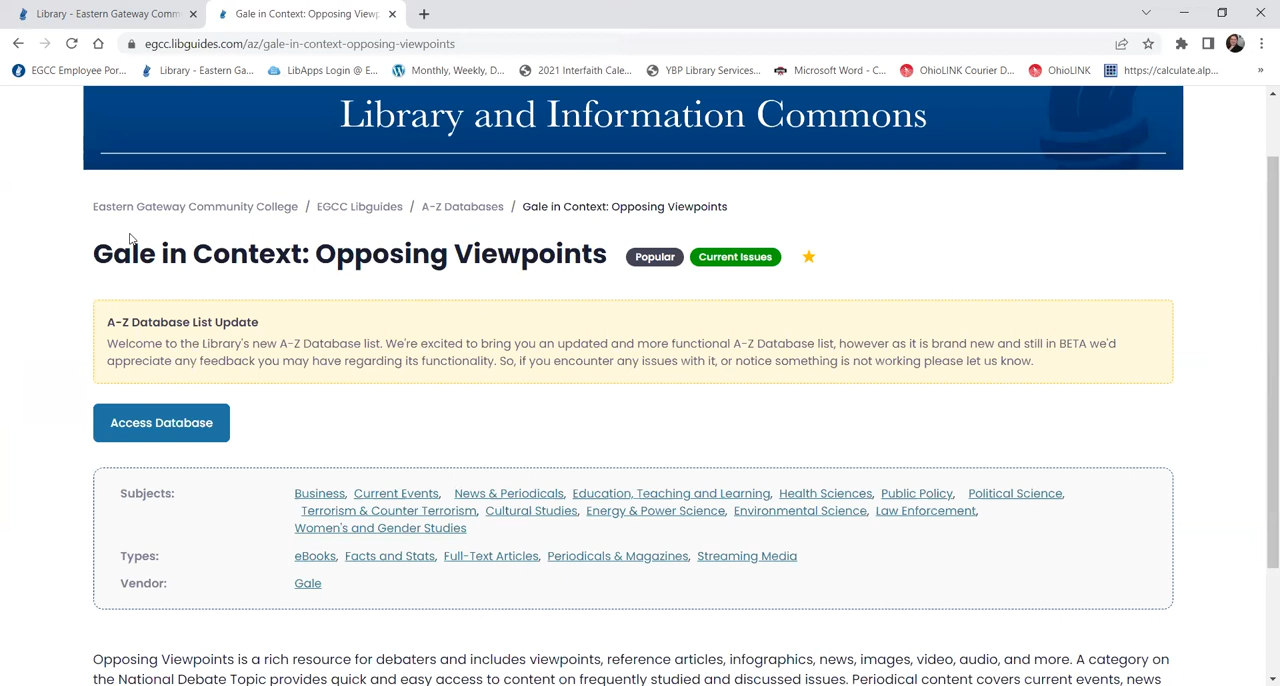 Library - Eastern Gateway Comm
Gale in Context: Opposing Viewp
egcc.libguides.com/az/gale-in-context-opposing-viewpoints
EGCC Employee Por...
Library - Eastern Ga...
LibApps Login @ E...
Monthly, Weekly, D...
2021 Interfaith Cale...
YBP Library Services...
Microsoft Word - C...
OhioLINK Courier D...
OhioLINK
https://calculate.alp...
»
Library and Information Commons
Eastern Gateway Community College / EGCC Libguides / A-Z Databases / Gale in Context: Opposing Viewpoints
Gale in Context: Opposing Viewpoints Popular Current Issues
A-Z Database List Update
Welcome to the Library's new A-Z Database list. We're excited to bring you an updated and more functional A-Z Database list, however as it is brand new and still in BETA we'd
appreciate any feedback you may have regarding its functionality. So, if you encounter any issues with it, or notice something is not working please let us know.
Access Database
Subjects: Business, Current Events, News & Periodicals, Education, Teaching and Learning, Health Sciences, Public Policy, Political Science,
Terrorism & Counter Terrorism, Cultural Studies, Energy & Power Science, Environmental Science, Law Enforcement,
Women's and Gender Studies
Types: eBooks, Facts and Stats, Full-Text Articles, Periodicals & Magazines, Streaming Media
Vendor: Gale
Opposing Viewpoints is a rich resource for debaters and includes viewpoints, reference articles, infographics, news, images, video, audio, and more. A category on
the National Debate Topic provides quick and easy access to content on frequently studied and discussed issues. Periodical content covers current events, news